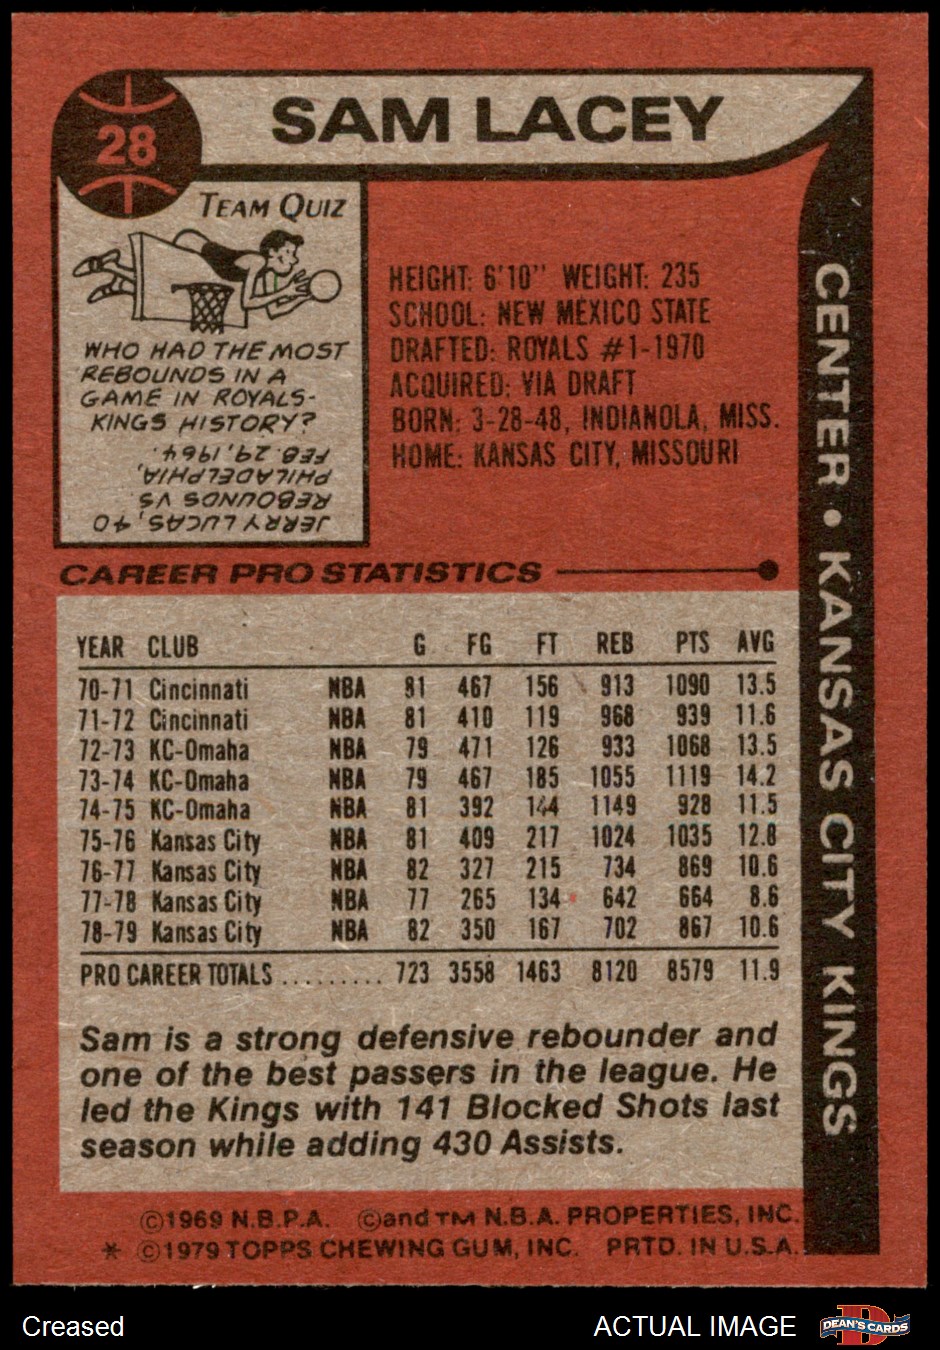 28
SAM LACEY
TEAM QUIZ
WHO HAD THE MOST
REBOUNDS IN A
GAME IN ROYALS-
KINGS HISTORY?
JERRY LUCAS, 40
REBOUNDS VS
PHILADELPHIA,
FEB. 29, 1964.
HEIGHT: 6'10" WEIGHT: 235
SCHOOL: NEW MEXICO STATE
DRAFTED: ROYALS #1-1970
ACQUIRED: VIA DRAFT
BORN: 3-28-48, INDIANOLA, MISS.
HOME: KANSAS CITY, MISSOURI
CENTER • KANSAS CITY KINGS
CAREER PRO STATISTICS
YEAR CLUB G FG FT REB PTS AVG
70-71 Cincinnati NBA 81 467 156 913 1090 13.5
71-72 Cincinnati NBA 81 410 119 968 939 11.6
72-73 KC-Omaha NBA 79 471 126 933 1068 13.5
73-74 KC-Omaha NBA 79 467 185 1055 1119 14.2
74-75 KC-Omaha NBA 81 392 144 1149 928 11.5
75-76 Kansas City NBA 81 409 217 1024 1035 12.8
76-77 Kansas City NBA 82 327 215 734 869 10.6
77-78 Kansas City NBA 77 265 134 642 664 8.6
78-79 Kansas City NBA 82 350 167 702 867 10.6
PRO CAREER TOTALS ......... 723 3558 1463 8120 8579 11.9
Sam is a strong defensive rebounder and
one of the best passers in the league. He
led the Kings with 141 Blocked Shots last
season while adding 430 Assists.
©1969 N.B.P.A. ©and TM N.B.A. PROPERTIES, INC.
* ©1979 TOPPS CHEWING GUM, INC. PRTD. IN U.S.A.
Creased
ACTUAL IMAGE
DEAN'S CARDS